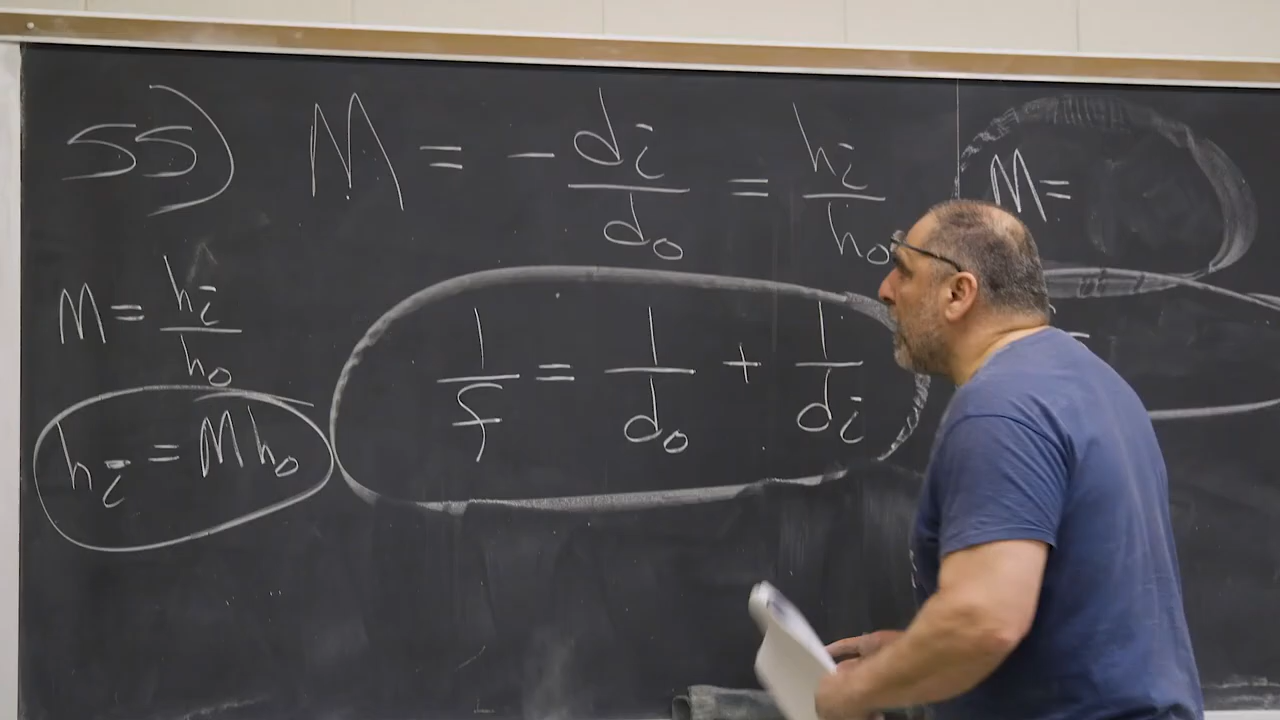 55) M = - di/do = hi/ho
M =
M = hi/ho
1/f = 1/do + 1/di
hi = Mho